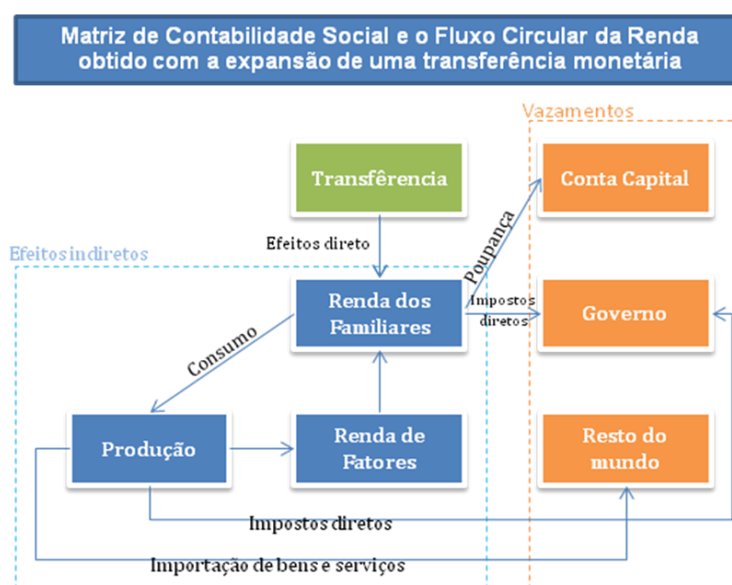 Matriz de Contabilidade Social e o Fluxo Circular da Renda
obtido com a expansão de uma transferência monetária
Vazamentos
Transfêrencia
Conta Capital
Efeitos direto
Poupança
Efeitos indiretos
Renda dos
Familiares
Impostos
diretos
Governo
Consumo
Produção
Renda de
Fatores
Resto do
mundo
Impostos diretos
Importação de bens e serviços